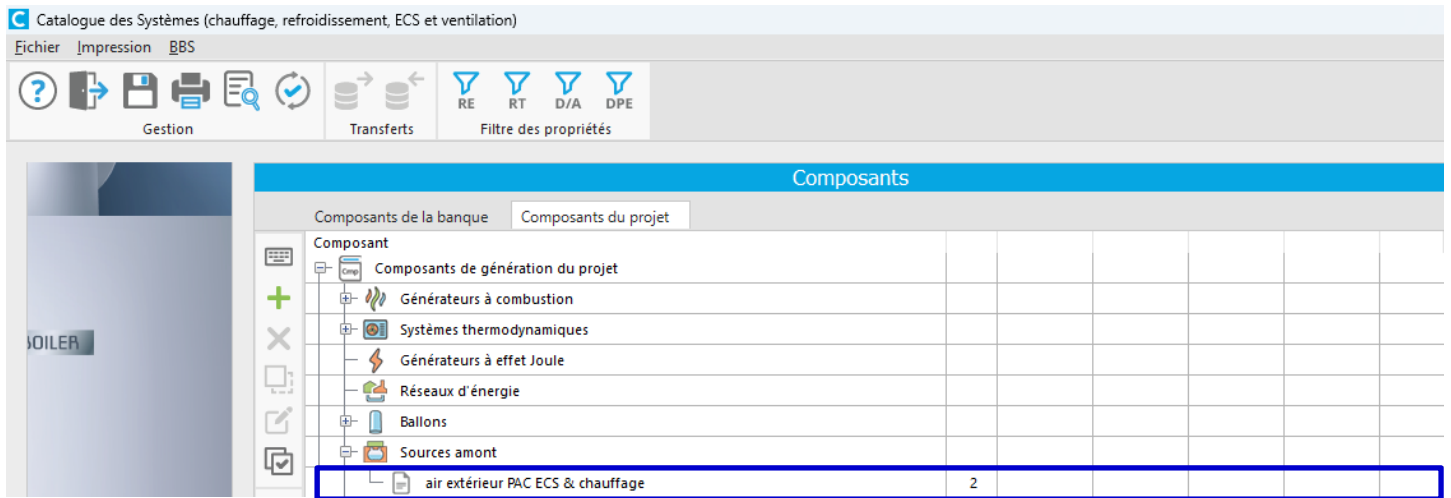 C Catalogue des Systèmes (chauffage, refroidissement, ECS et ventilation)
Fichier Impression BBS
? RE RT D/A DPE
Gestion Transferts Filtre des propriétés
Composants
Composants de la banque Composants du projet
Composant
Cmp Composants de génération du projet
Générateurs à combustion
Systèmes thermodynamiques
BOILER
Générateurs à effet Joule
Réseaux d'énergie
Ballons
Sources amont
air extérieur PAC ECS & chauffage 2